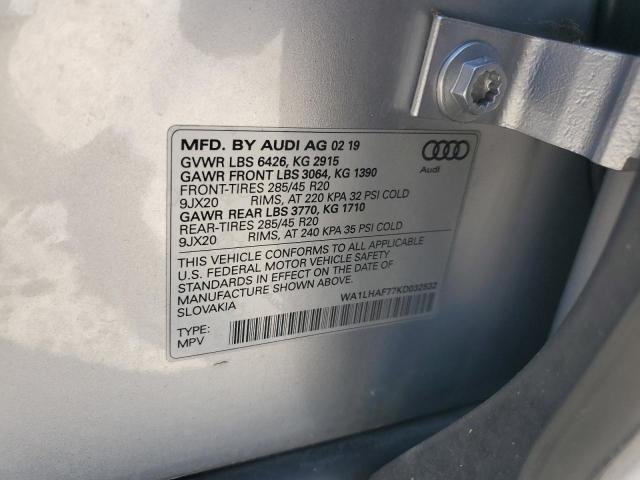 MFD. BY AUDI AG 02 19
GVWR LBS 6426, KG 2915
GAWR FRONT LBS 3064, KG 1390
FRONT-TIRES 285/45 R20
9JX20 RIMS, AT 220 KPA 32 PSI COLD
GAWR REAR LBS 3770, KG 1710
REAR-TIRES 285/45 R20
9JX20 RIMS, AT 240 KPA 35 PSI COLD
Audi
THIS VEHICLE CONFORMS TO ALL APPLICABLE
U.S. FEDERAL MOTOR VEHICLE SAFETY
STANDARDS IN EFFECT ON THE DATE OF
MANUFACTURE SHOWN ABOVE.
SLOVAKIA
WA1LHAF77KD032532
TYPE:
MPV